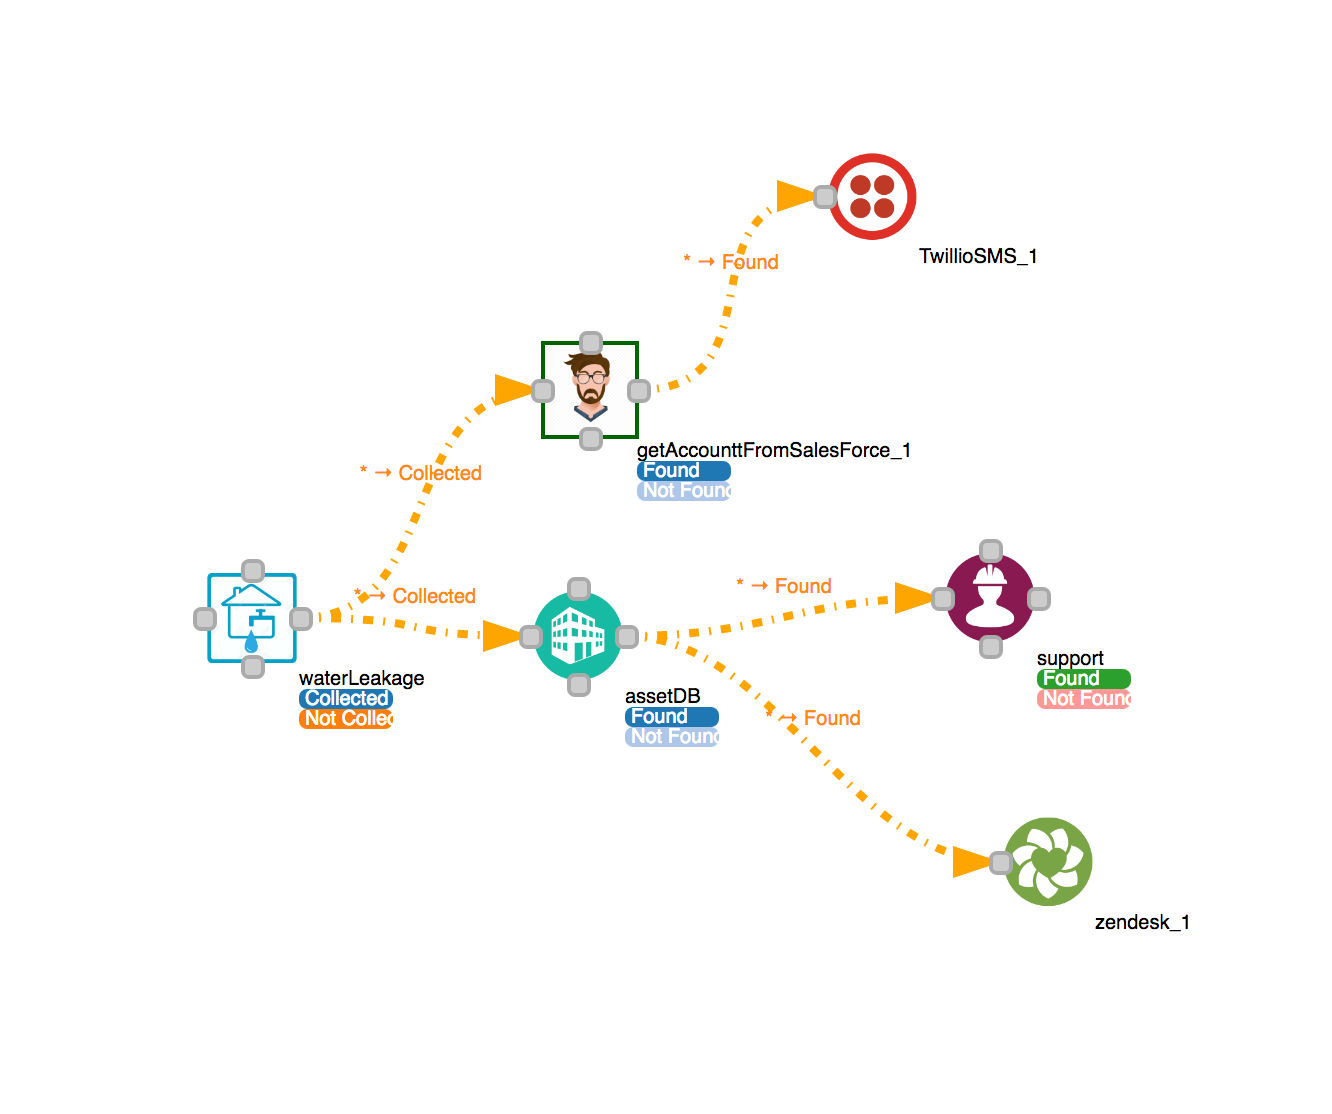 TwillioSMS_1
* → Found
getAccounttFromSalesForce_1
Found
Not Found
* → Collected
* → Collected
* → Found
waterLeakage
Collected
Not Collec
assetDB
Found
Not Found
support
Found
Not Found
* → Found
zendesk_1